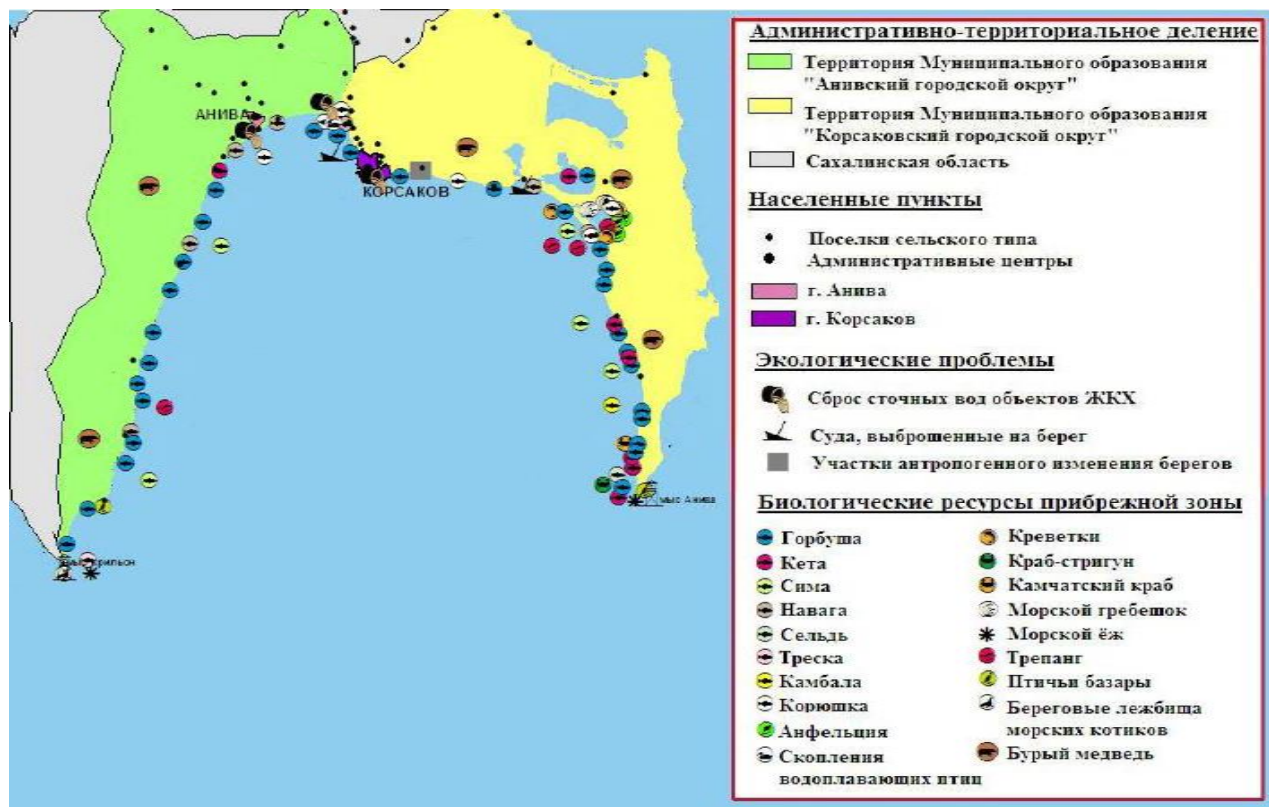 АНИВА
КОРСАКОВ
мыс Анива
мыс Крильон
Административно-территориальное деление
Территория Муниципального образования
"Анивский городской округ"
Территория Муниципального образования
"Корсаковский городской округ"
Сахалинская область
Населенные пункты
Поселки сельского типа
Административные центры
г. Анива
г. Корсаков
Экологические проблемы
Сброс сточных вод объектов ЖКХ
Суда, выброшенные на берег
Участки антропогенного изменения берегов
Биологические ресурсы прибрежной зоны
Горбуша
Кета
Сима
Навага
Сельдь
Треска
Камбала
Корюшка
Анфельция
Скопления
водоплавающих птиц
Креветки
Краб-стригун
Камчатский краб
Морской гребешок
Морской ёж
Трепанг
Птичьи базары
Береговые лежбища
морских котиков
Бурый медведь